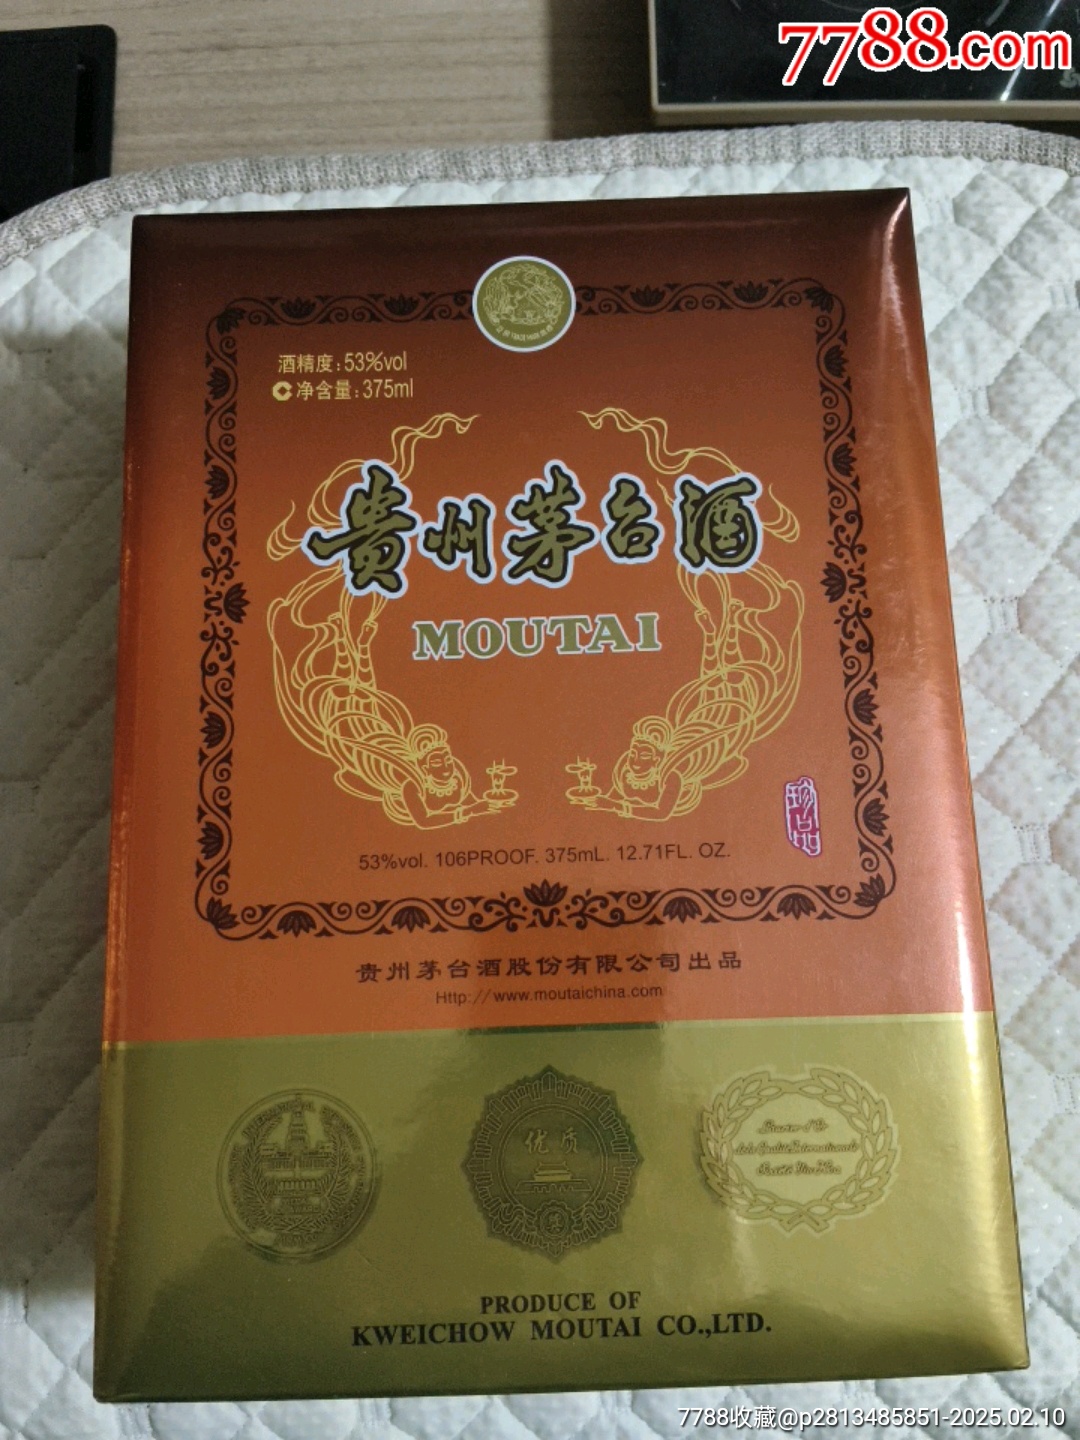 7788.com
酒精度:53%vol
净含量:375ml
贵州茅台酒
MOUTAI
珍品
53%vol. 106PROOF. 375mL. 12.71FL. OZ.
贵州茅台酒股份有限公司出品
Http://www.moutaichina.com
优质
PRODUCE OF
KWEICHOW MOUTAI CO.,LTD.
7788收藏@p2813485851-2025.02.10